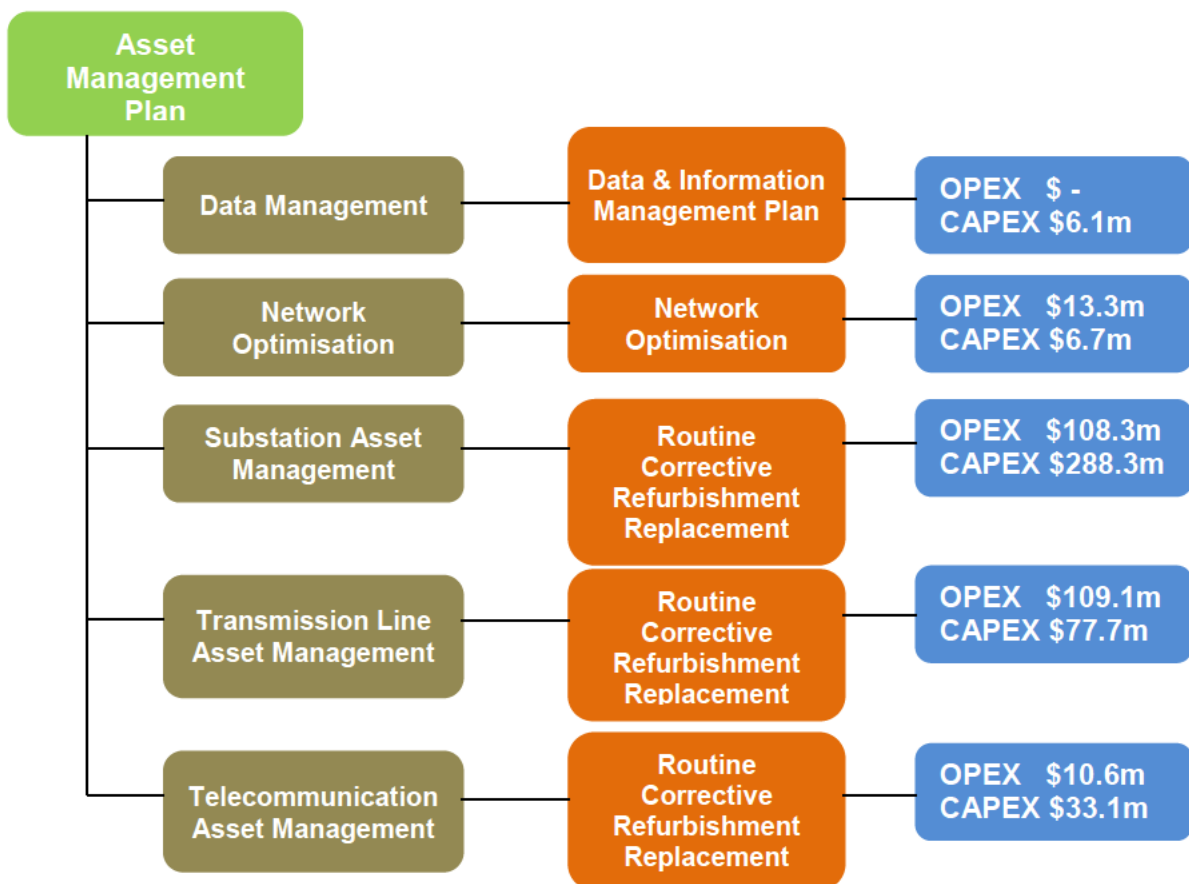 Asset
Management
Plan
Data Management
Data & Information
Management Plan
OPEX $ -
CAPEX $6.1m
Network
Optimisation
Network
Optimisation
OPEX $13.3m
CAPEX $6.7m
Substation Asset
Management
Routine
Corrective
Refurbishment
Replacement
OPEX $108.3m
CAPEX $288.3m
Transmission Line
Asset Management
Routine
Corrective
Refurbishment
Replacement
OPEX $109.1m
CAPEX $77.7m
Telecommunication
Asset Management
Routine
Corrective
Refurbishment
Replacement
OPEX $10.6m
CAPEX $33.1m